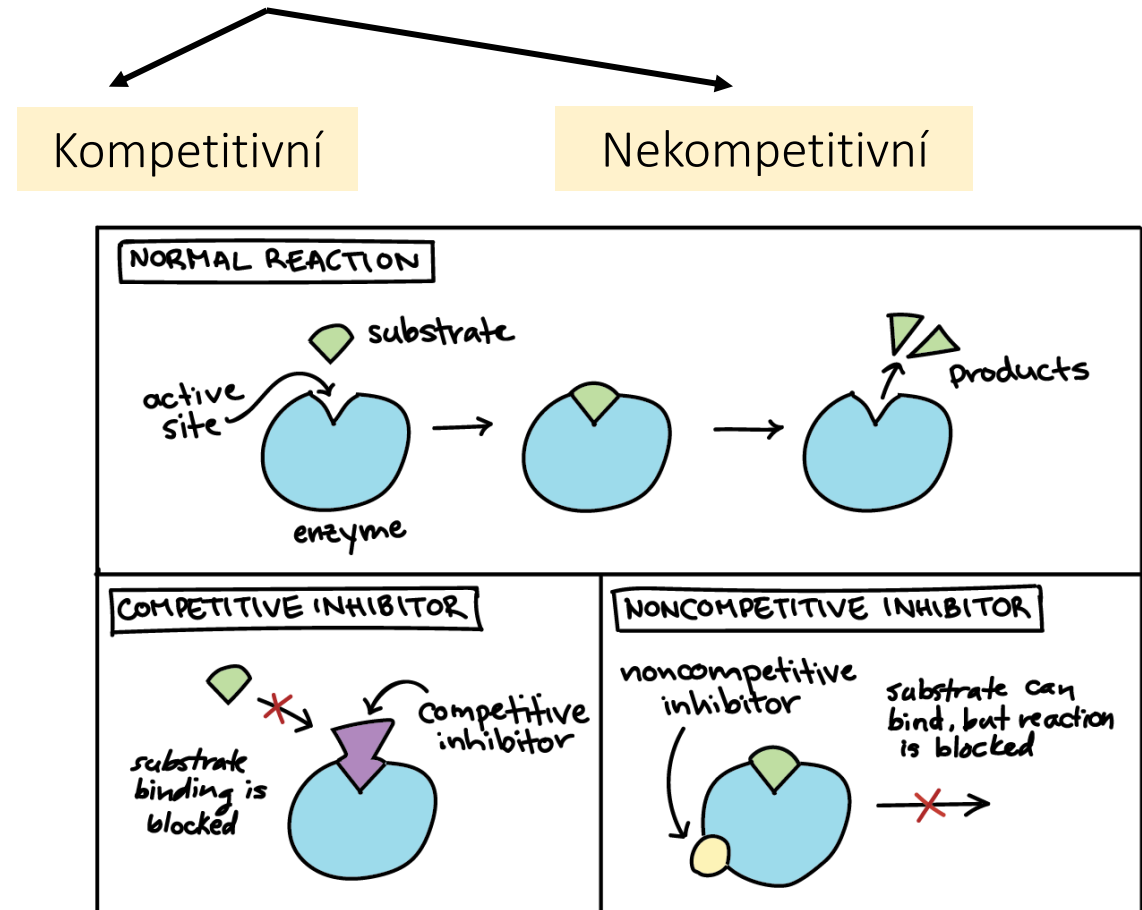 Kompetitivní
Nekompetitivní
NORMAL REACTION
substrate
active
site
enzyme
products
COMPETITIVE INHIBITOR
competitive
inhibitor
substrate
binding is
blocked
NONCOMPETITIVE INHIBITOR
noncompetitive
inhibitor
substrate can
bind, but reaction
is blocked